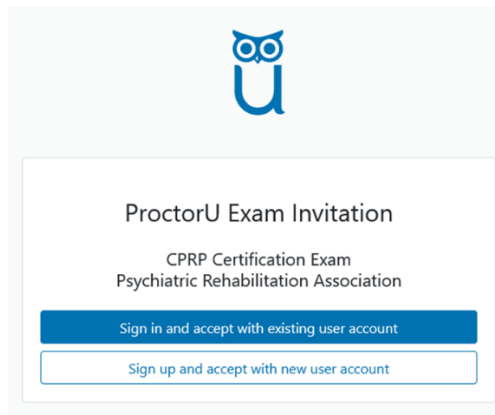 ProctorU Exam Invitation
CPRP Certification Exam
Psychiatric Rehabilitation Association
Sign in and accept with existing user account
Sign up and accept with new user account